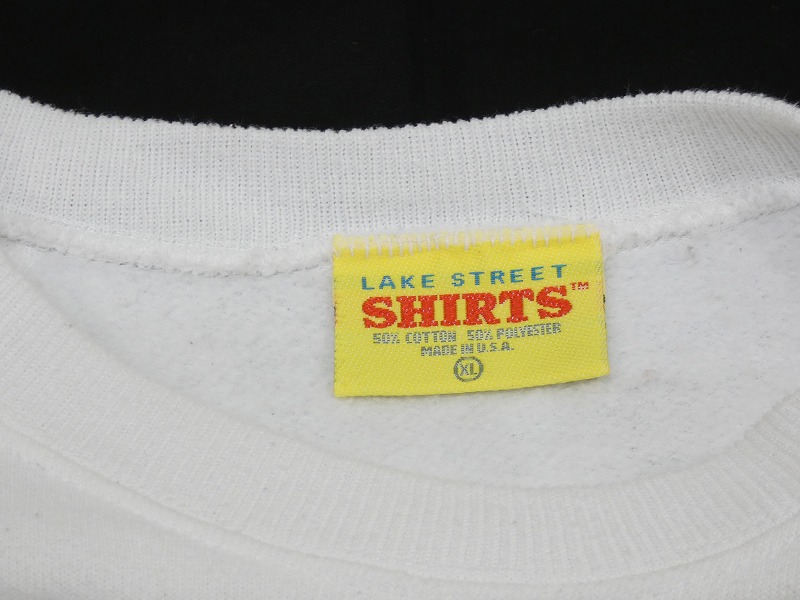 LAKE STREET
SHIRTS™
50% COTTON 50% POLYESTER
MADE IN U.S.A.
XL